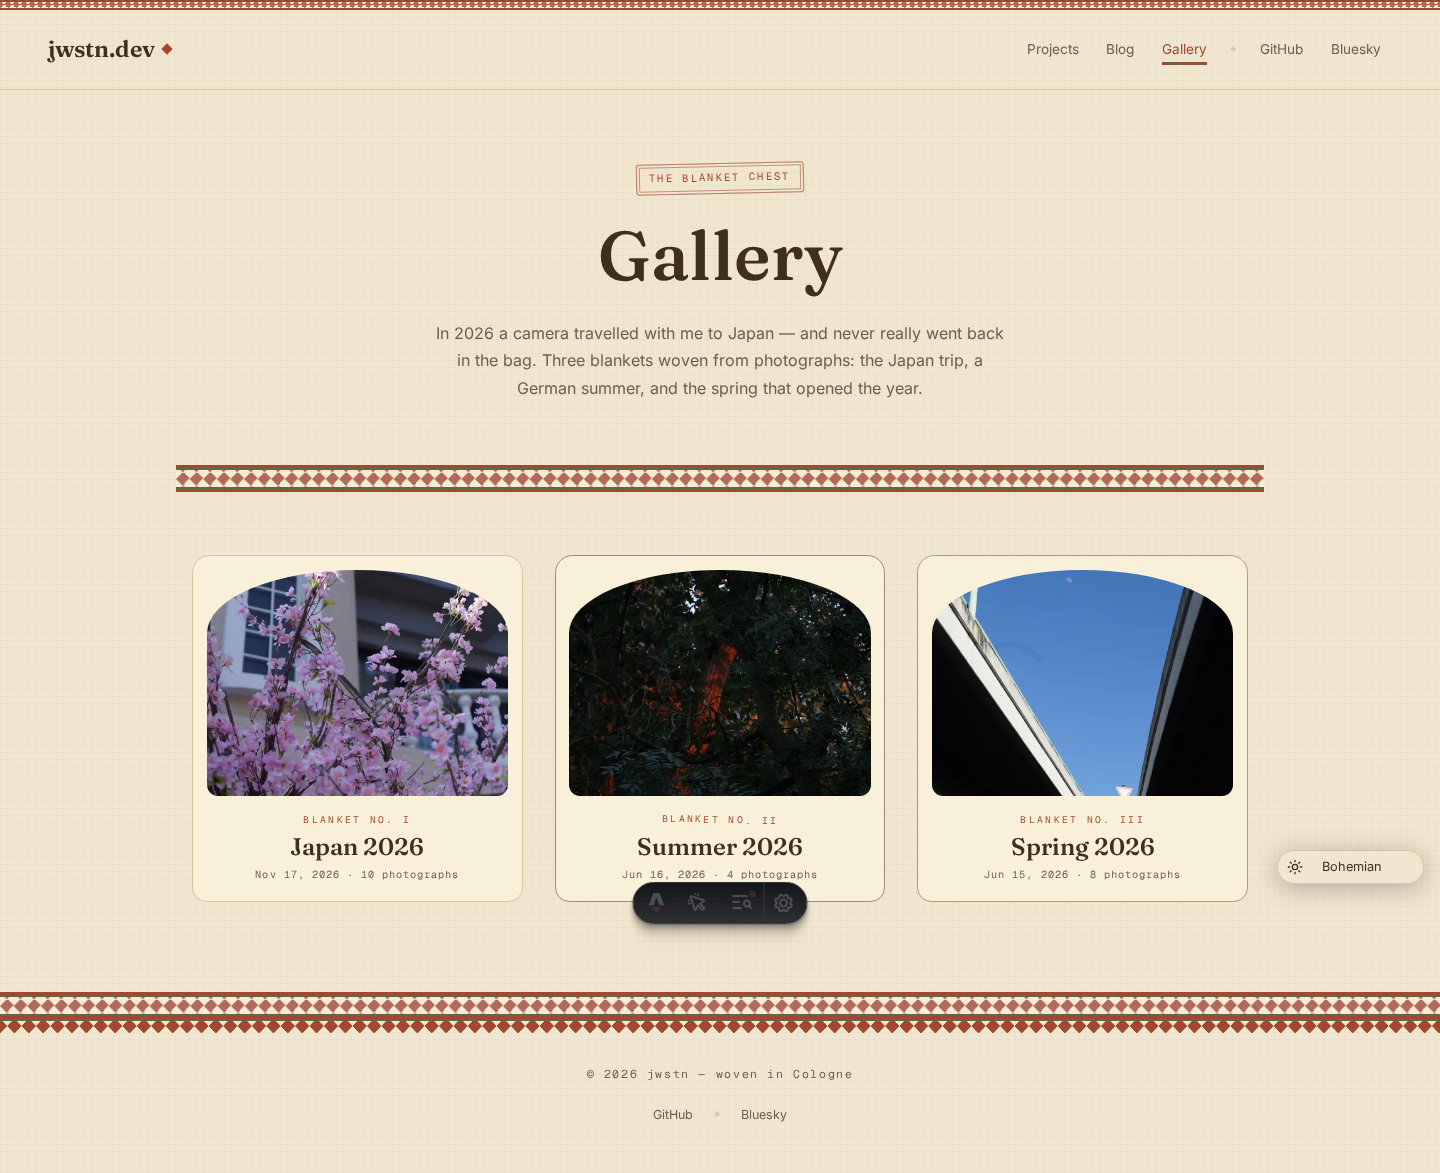 jwstn.dev
Projects Blog Gallery GitHub Bluesky
THE BLANKET CHEST
Gallery
In 2026 a camera travelled with me to Japan — and never really went back
in the bag. Three blankets woven from photographs: the Japan trip, a
German summer, and the spring that opened the year.
BLANKET NO. I
Japan 2026
Nov 17, 2026 · 10 photographs
BLANKET NO. II
Summer 2026
Jun 16, 2026 · 4 photographs
BLANKET NO. III
Spring 2026
Jun 15, 2026 · 8 photographs
Bohemian
© 2026 jwstn — woven in Cologne
GitHub Bluesky